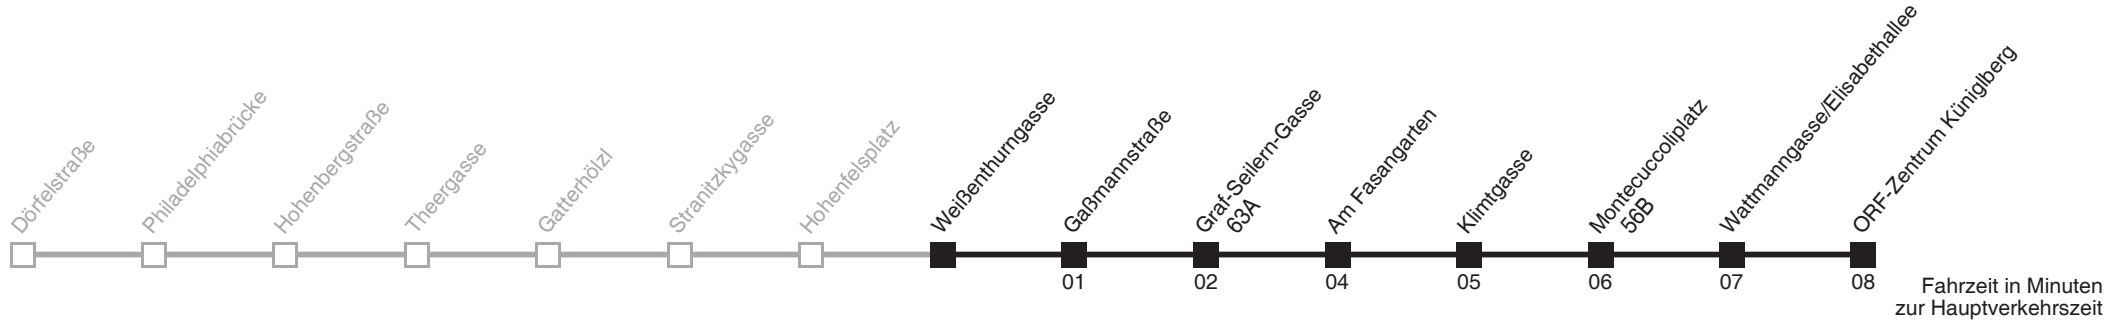 Dörfelstraße
Philadelphiabrücke
Hohenbergstraße
Theergasse
Gatterhölzl
Stranitzkygasse
Hohenfelsplatz
Weißenthurngasse
Gaßmannstraße
Graf-Seilern-Gasse
63A
Am Fasangarten
Klimtgasse
Montecuccoliplatz
56B
Wattmanngasse/Elisabethallee
ORF-Zentrum Küniglberg
01
02
04
05
06
07
08
Fahrzeit in Minuten
zur Hauptverkehrszeit